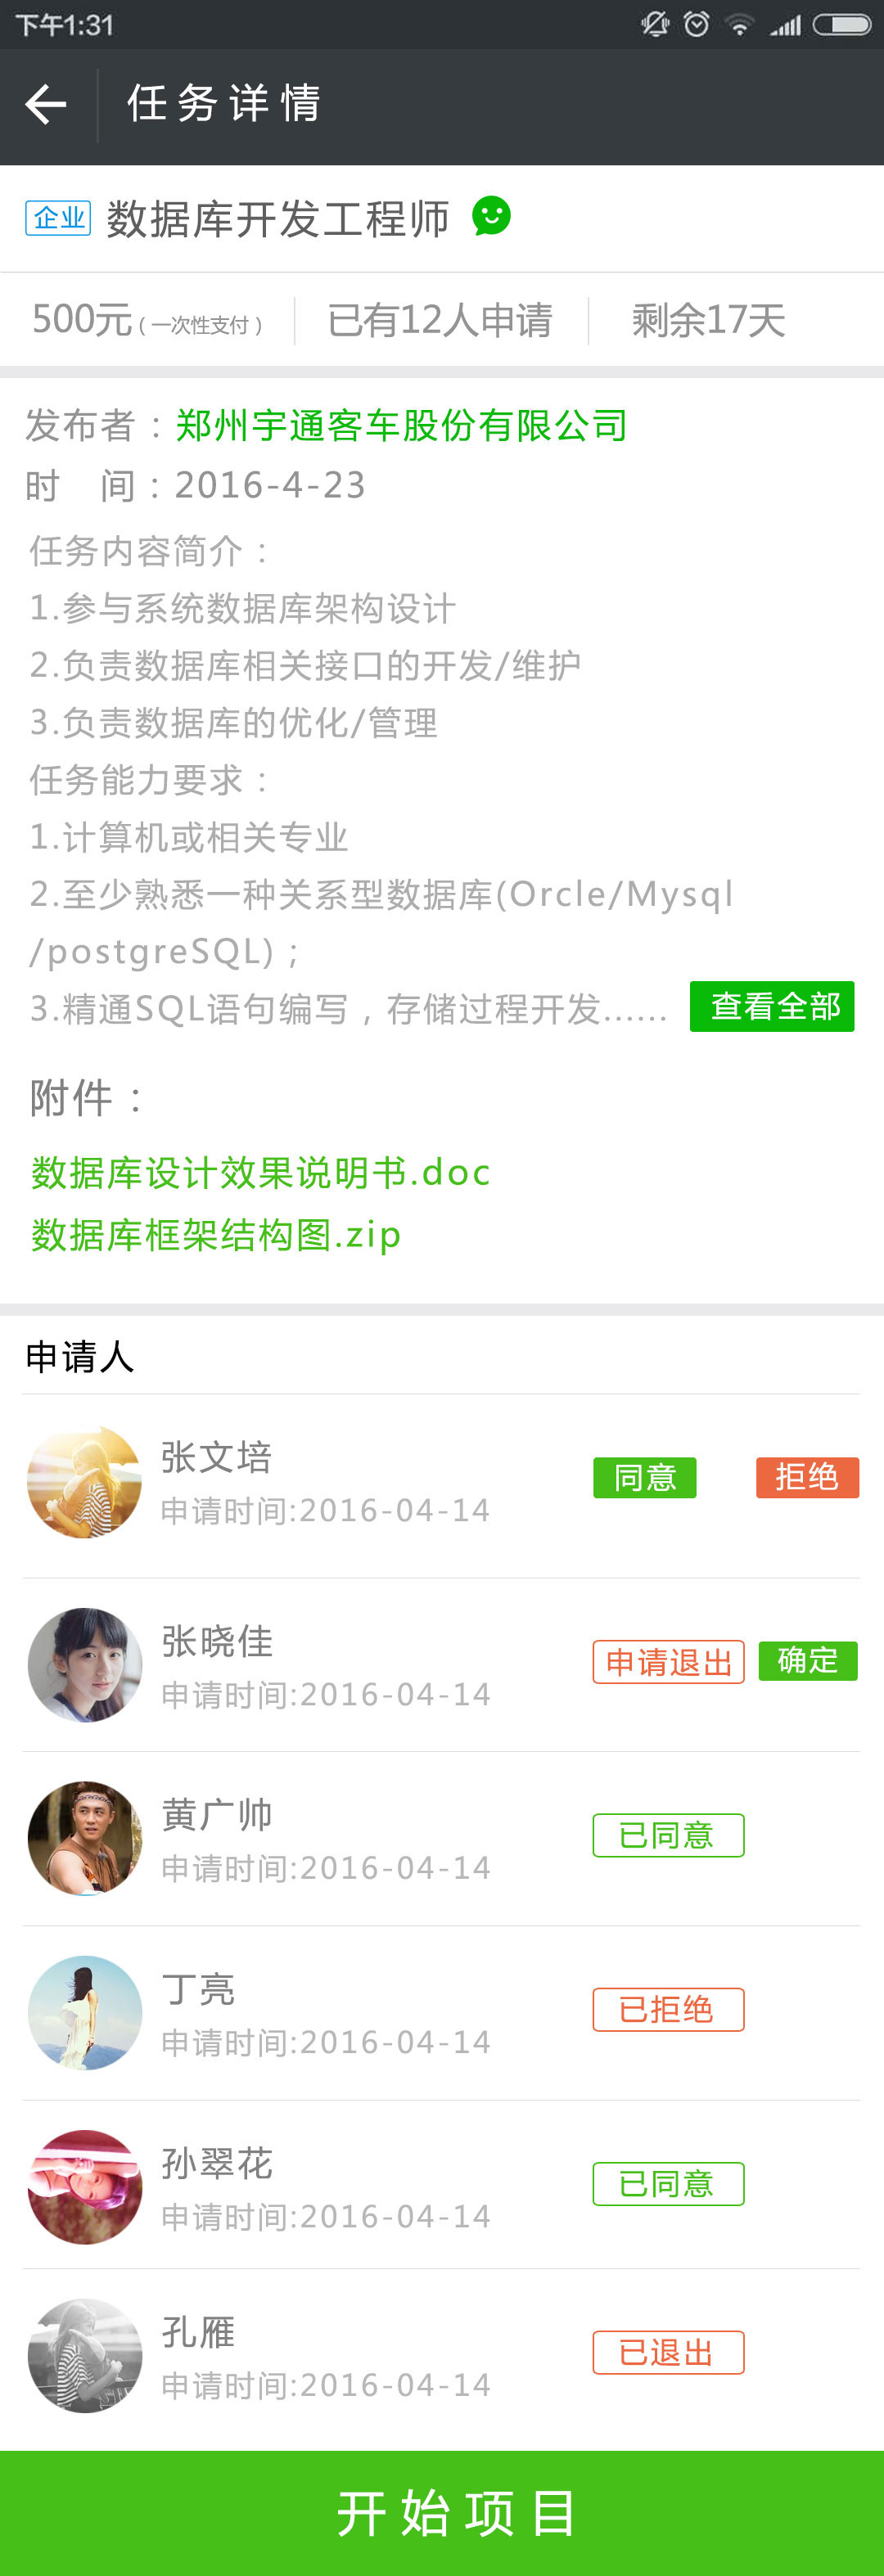 下午1:31
任务详情
企业 数据库开发工程师
500元（一次性支付） 已有12人申请 剩余17天
发布者：郑州宇通客车股份有限公司
时 间：2016-4-23
任务内容简介：
1.参与系统数据库架构设计
2.负责数据库相关接口的开发/维护
3.负责数据库的优化/管理
任务能力要求：
1.计算机或相关专业
2.至少熟悉一种关系型数据库(Orcle/Mysql
/postgreSQL)；
3.精通SQL语句编写，存储过程开发...... 查看全部
附件：
数据库设计效果说明书.doc
数据库框架结构图.zip
申请人
张文培
申请时间:2016-04-14
同意 拒绝
张晓佳
申请时间:2016-04-14
申请退出 确定
黄广帅
申请时间:2016-04-14
已同意
丁亮
申请时间:2016-04-14
已拒绝
孙翠花
申请时间:2016-04-14
已同意
孔雁
申请时间:2016-04-14
已退出
开始项目